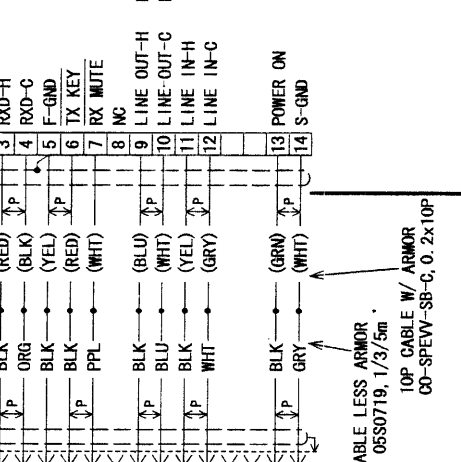 RXD-H
RXD-C
F-GND
TX KEY
RX MUTE
NC
LINE OUT-H
LINE-OUT-C
LINE IN-H
LINE IN-C
POWER ON
S-GND
3 4 5 6 7 8 9 10 11 12 13 14
P P P P P
(RED) (BLK) (YEL) (RED) (WHT) (BLU) (WHT) (YEL) (GRY) (GRN) (WHT)
BLK ORG BLK BLK PPL BLK BLU BLK WHT BLK GRY
P P P P P
10P CABLE W/ ARMOR
CO-SPEVV-SB-C, 0.2x10P
ABLE LESS ARMOR
05S0719, 1/3/5m